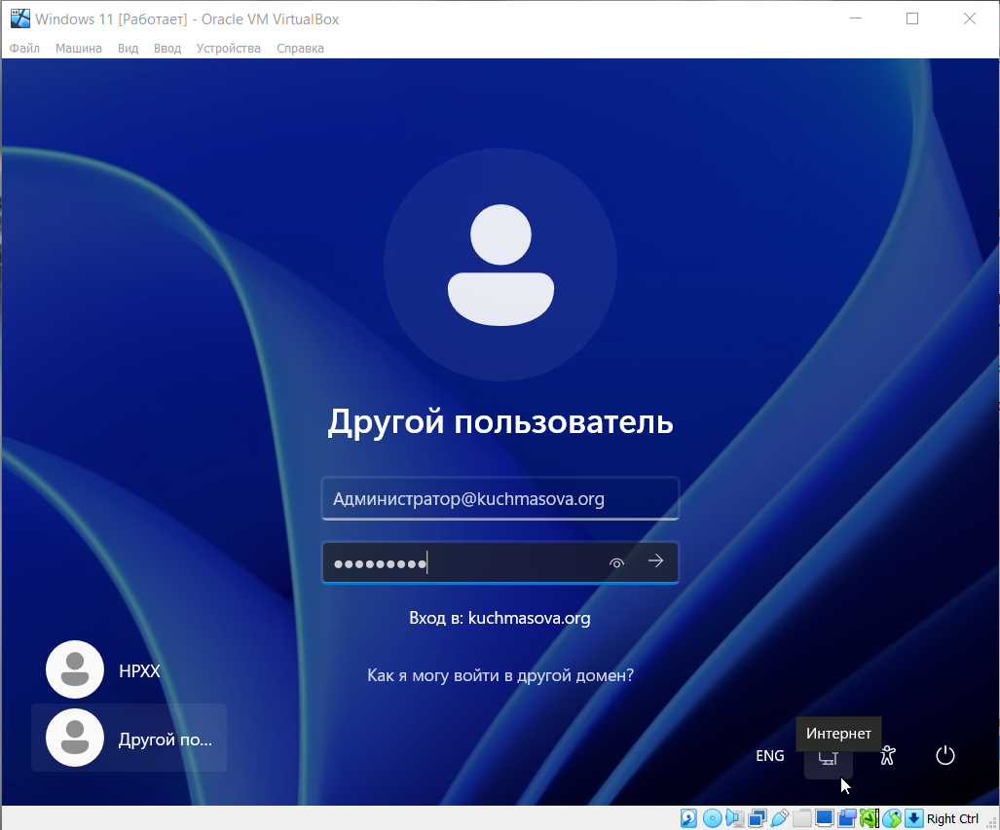 Windows 11 [Работает] - Oracle VM VirtualBox
Файл Машина Вид Ввод Устройства Справка
Другой пользователь
Администратор@kuchmasova.org
Вход в: kuchmasova.org
Как я могу войти в другой домен?
HPXX
Другой по...
Интернет
ENG
Right Ctrl